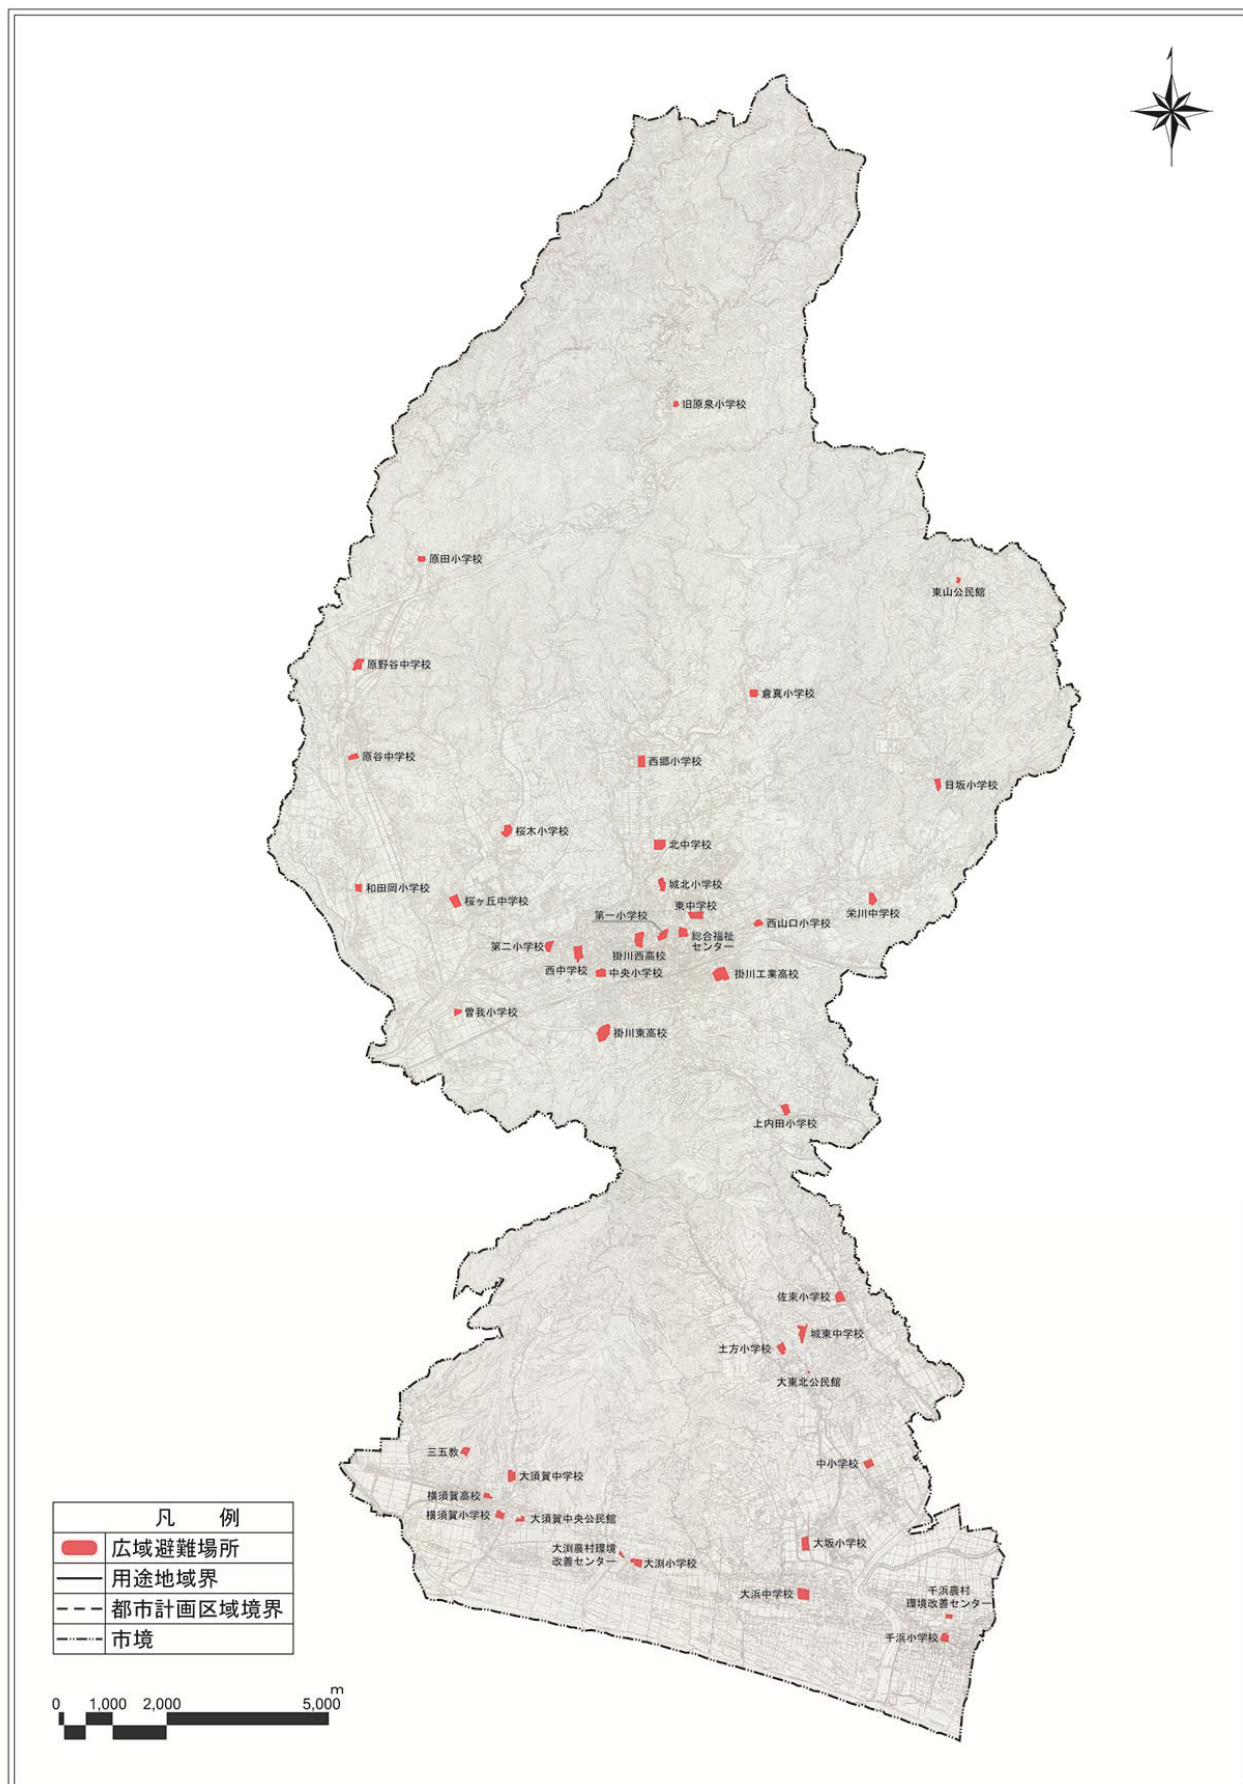 旧原泉小学校
原田小学校
東山公民館
原野谷中学校
倉真小学校
原谷中学校
西郷小学校
日坂小学校
桜木小学校
北中学校
和田岡小学校
城北小学校
桜ヶ丘中学校
栄川中学校
東中学校
第一小学校
西山口小学校
総合福祉
センター
第二小学校
掛川西高校
西中学校
中央小学校
掛川工業高校
曽我小学校
掛川東高校
上内田小学校
佐東小学校
城東中学校
土方小学校
大東北公民館
三五教
中小学校
大須賀中学校
横須賀高校
横須賀小学校
大須賀中央公民館
大坂小学校
大渕農村環境
改善センター
大渕小学校
大浜中学校
千浜農村
環境改善センター
千浜小学校
凡 例
広域避難場所
用途地域界
都市計画区域境界
市境
0 1,000 2,000 5,000 m